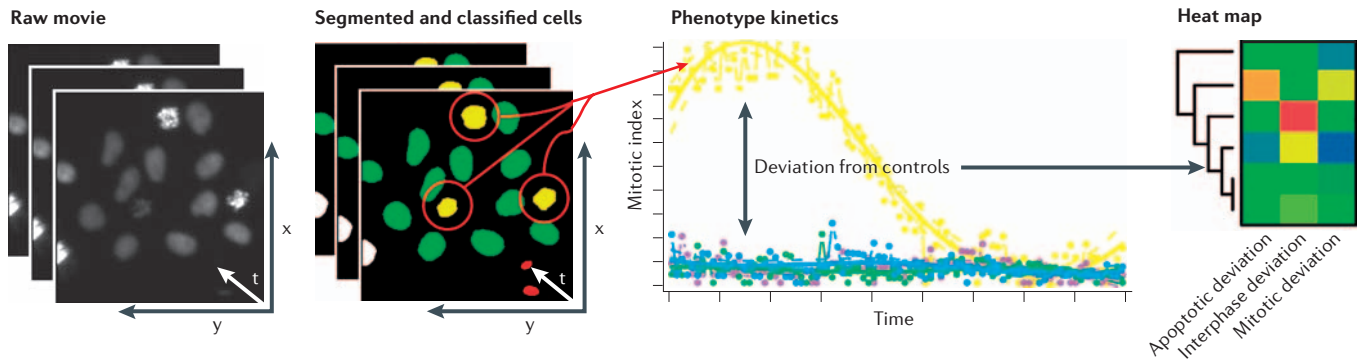 Raw movie
x
y
t
Segmented and classified cells
x
y
t
Phenotype kinetics
Mitotic index
Deviation from controls
Time
Heat map
Apoptotic deviation
Interphase deviation
Mitotic deviation